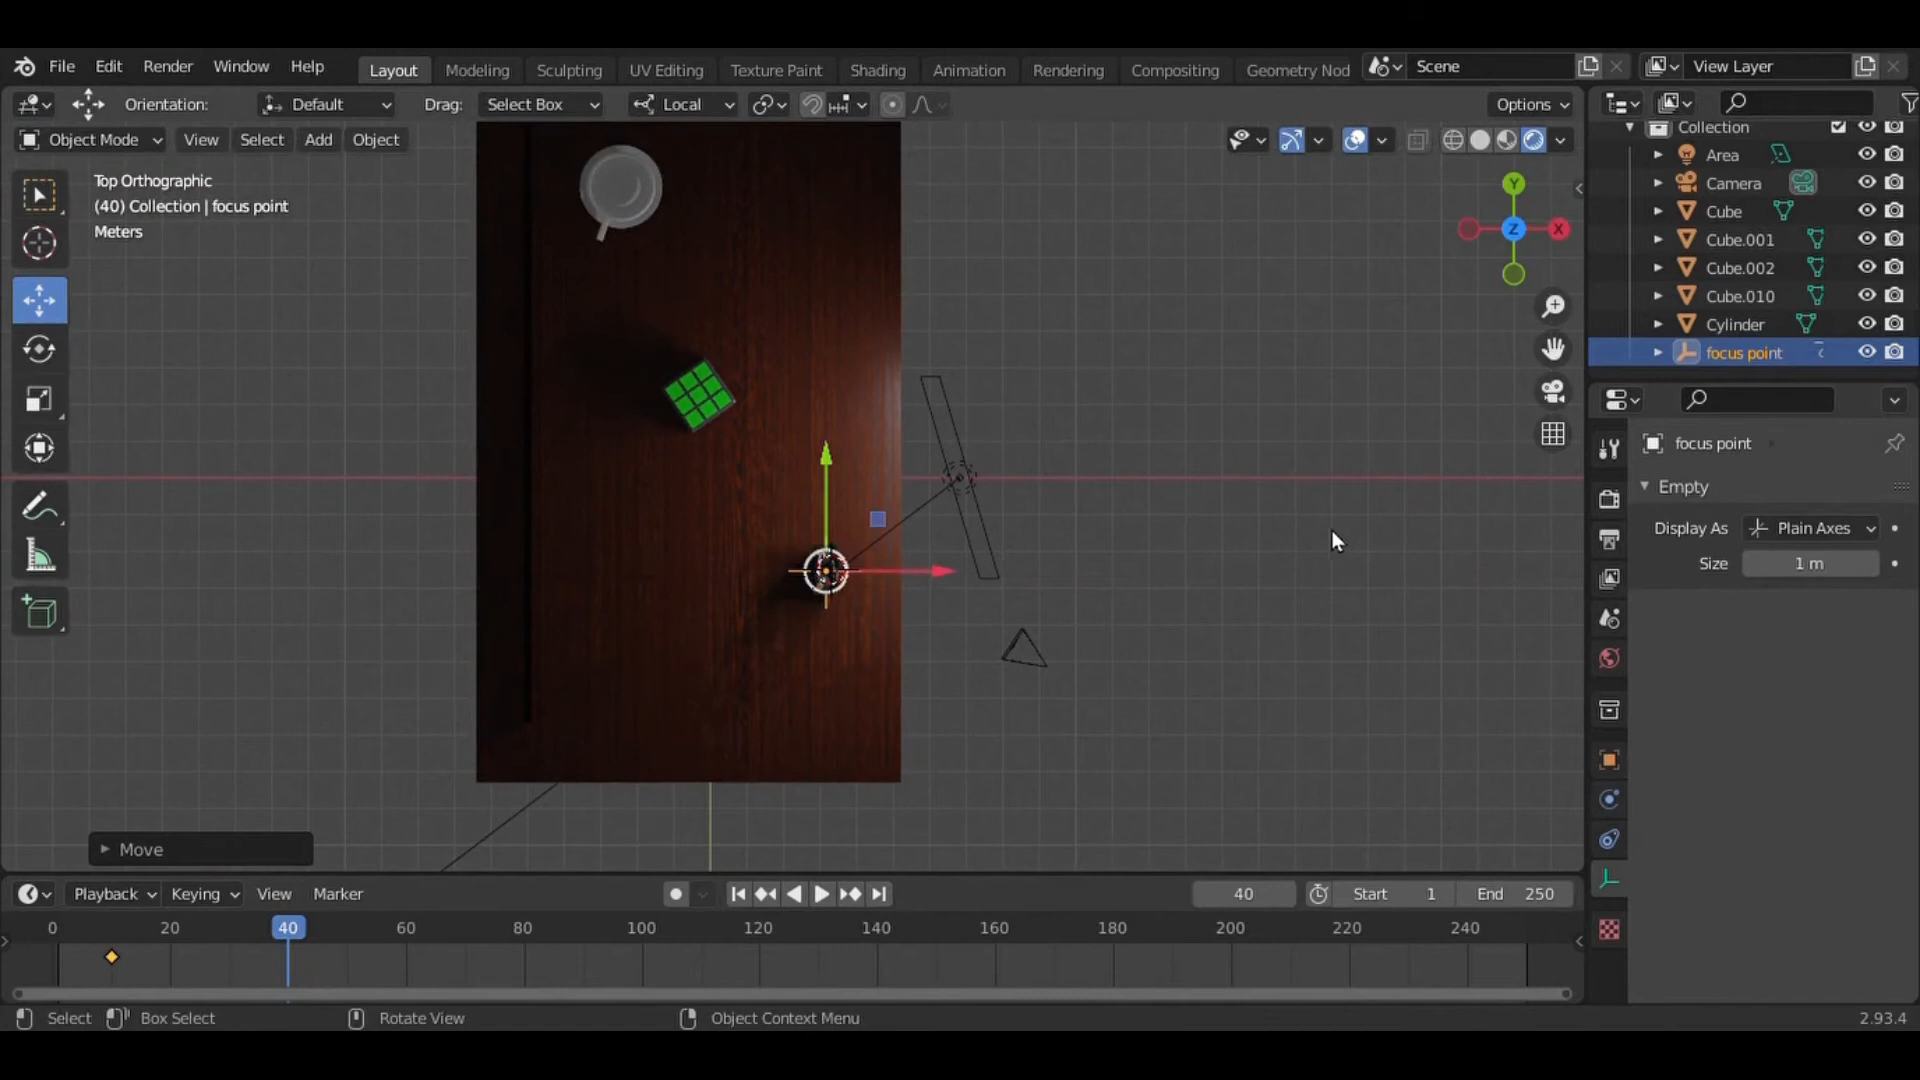 File Edit Render Window Help Layout Modeling Sculpting UV Editing Texture Paint Shading Animation Rendering Compositing Geometry Nod Scene View Layer
Orientation: Default Drag: Select Box Local Options
Object Mode View Select Add Object
Top Orthographic
(40) Collection | focus point
Meters
Y
Z
X
Collection
Area
Camera
Cube
Cube.001
Cube.002
Cube.010
Cylinder
focus point
focus point
Empty
Display As Plain Axes
Size 1 m
Move
Playback Keying View Marker 40 Start 1 End 250
0 20 40 60 80 100 120 140 160 180 200 220 240
Select Box Select Rotate View Object Context Menu 2.93.4